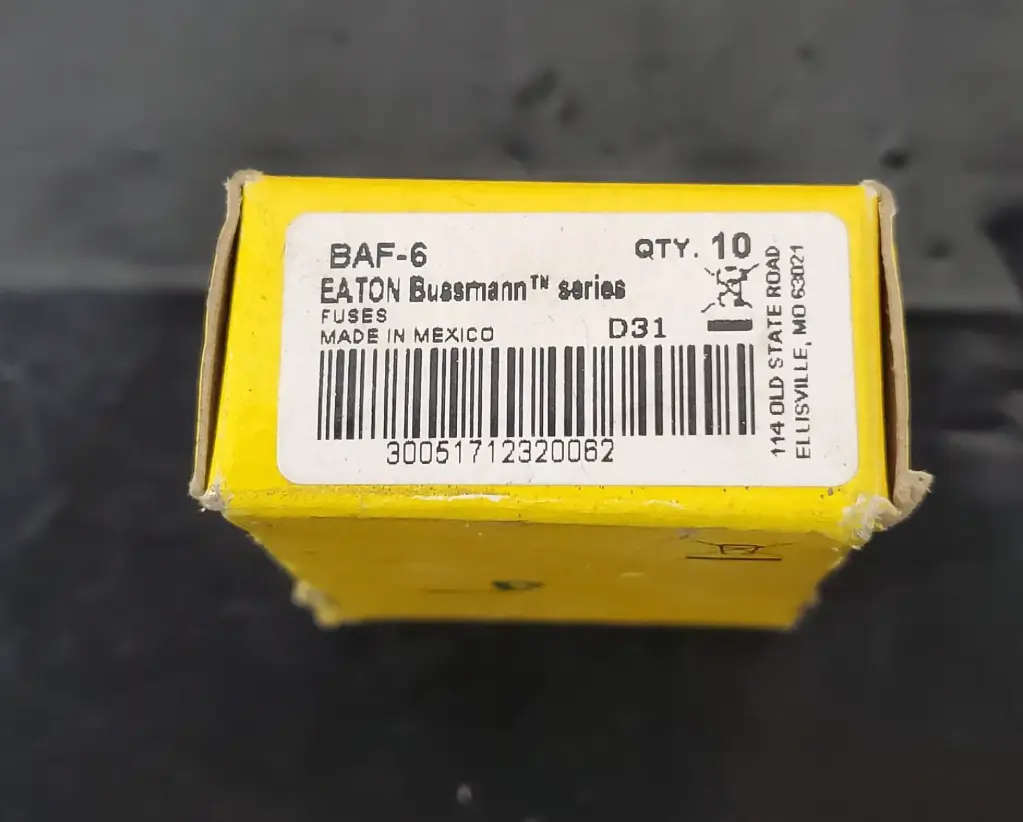 BAF-6
QTY. 10
EATON Bussmann™ series
FUSES
MADE IN MEXICO
D31
30051712320062
114 OLD STATE ROAD
ELLISVILLE, MO 63021